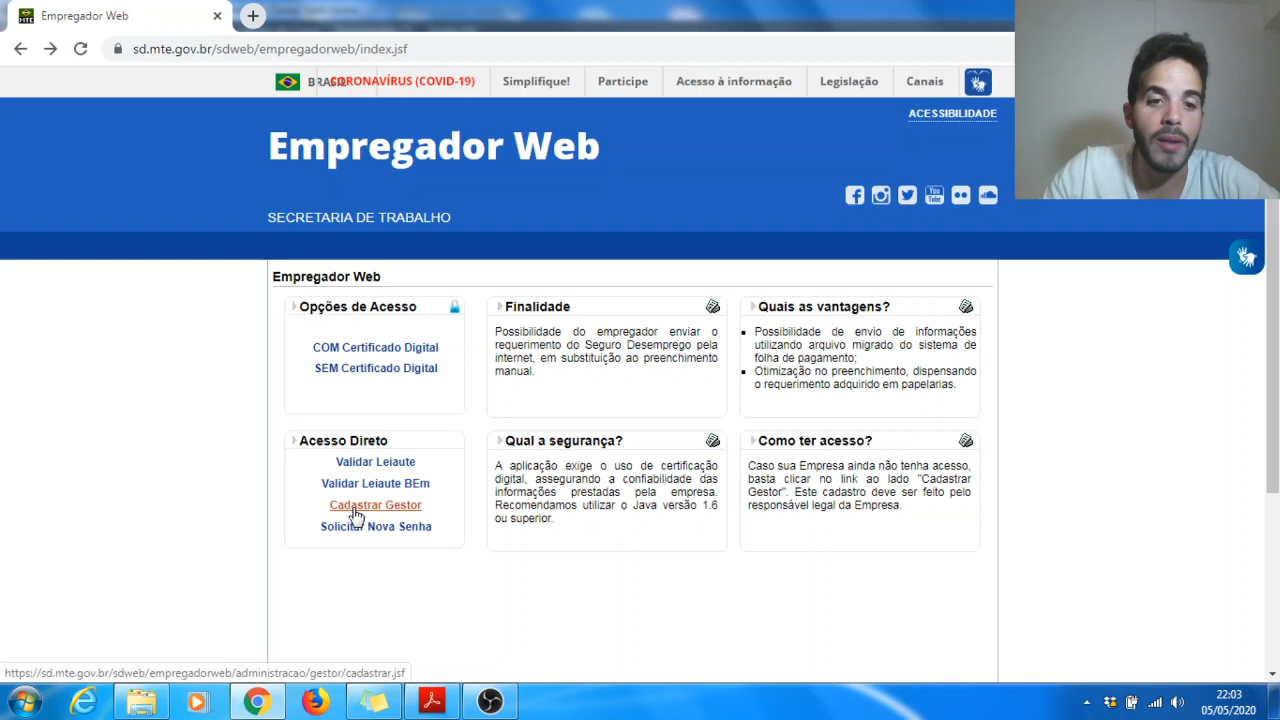 Empregador Web
sd.mte.gov.br/sdweb/empregadorweb/index.jsf
BRASIL CORONAVÍRUS (COVID-19) Simplifique! Participe Acesso à informação Legislação Canais
ACESSIBILIDADE
Empregador Web
SECRETARIA DE TRABALHO
Empregador Web
Opções de Acesso
COM Certificado Digital
SEM Certificado Digital
Finalidade
Possibilidade do empregador enviar o
requerimento do Seguro Desemprego pela
internet, em substituição ao preenchimento
manual.
Quais as vantagens?
Possibilidade de envio de informações
utilizando arquivo migrado do sistema de
folha de pagamento;
Otimização no preenchimento, dispensando
o requerimento adquirido em papelarias.
Acesso Direto
Validar Leiaute
Validar Leiaute BEm
Cadastrar Gestor
Solicitar Nova Senha
Qual a segurança?
A aplicação exige o uso de certificação
digital, assegurando a confiabilidade das
informações prestadas pela empresa.
Recomendamos utilizar o Java versão 1.6
ou superior.
Como ter acesso?
Caso sua Empresa ainda não tenha acesso,
basta clicar no link ao lado "Cadastrar
Gestor". Este cadastro deve ser feito pelo
responsável legal da Empresa.
https://sd.mte.gov.br/sdweb/empregadorweb/administracao/gestor/cadastrar.jsf
22:03
05/05/2020